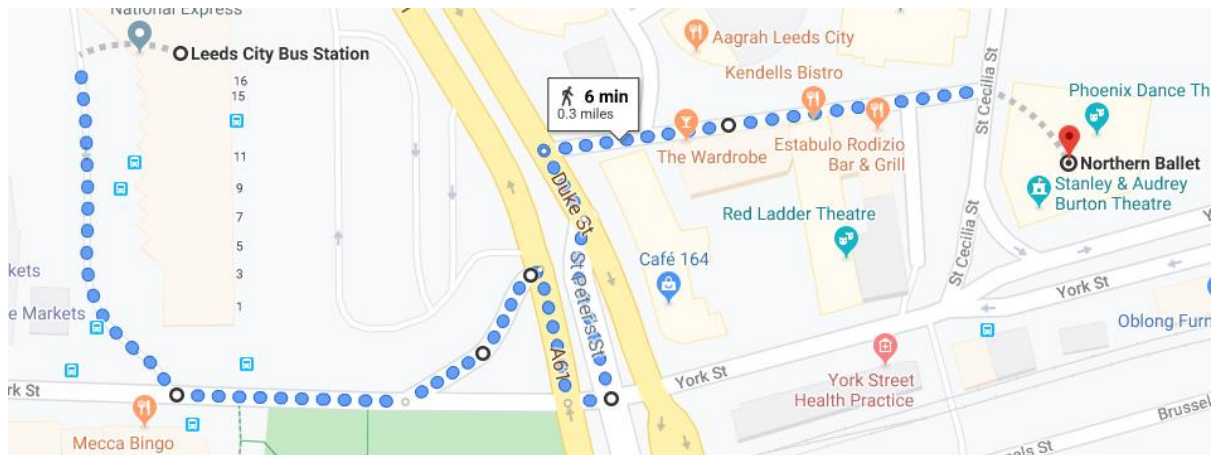 National Express
Leeds City Bus Station
16
15
11
9
7
5
3
1
Mecca Bingo
6 min
0.3 miles
Duke St
St Peter's St
A61
Aagrah Leeds City
Kendells Bistro
The Wardrobe
Estabulo Rodizio
Bar & Grill
Red Ladder Theatre
Café 164
St Cecilia St
St Cecilia St
Phoenix Dance Th
Northern Ballet
Stanley & Audrey
Burton Theatre
York St
York St
Oblong Furn
York Street
Health Practice
Brussel
els St
kets
e Markets
ork St